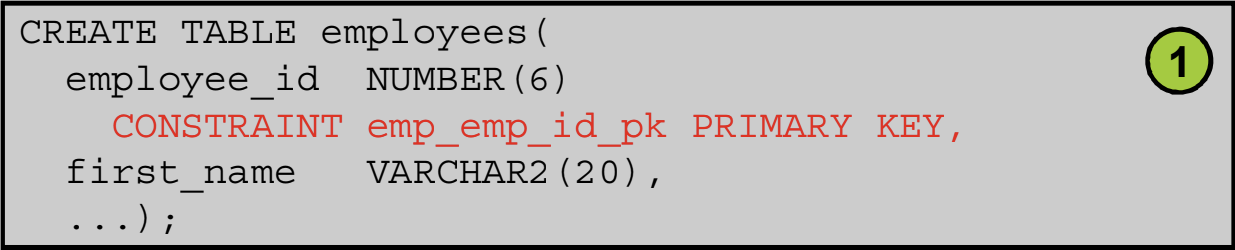 CREATE TABLE employees(
1
employee_id NUMBER(6)
CONSTRAINT emp_emp_id_pk PRIMARY KEY,
first_name VARCHAR2(20),
...);